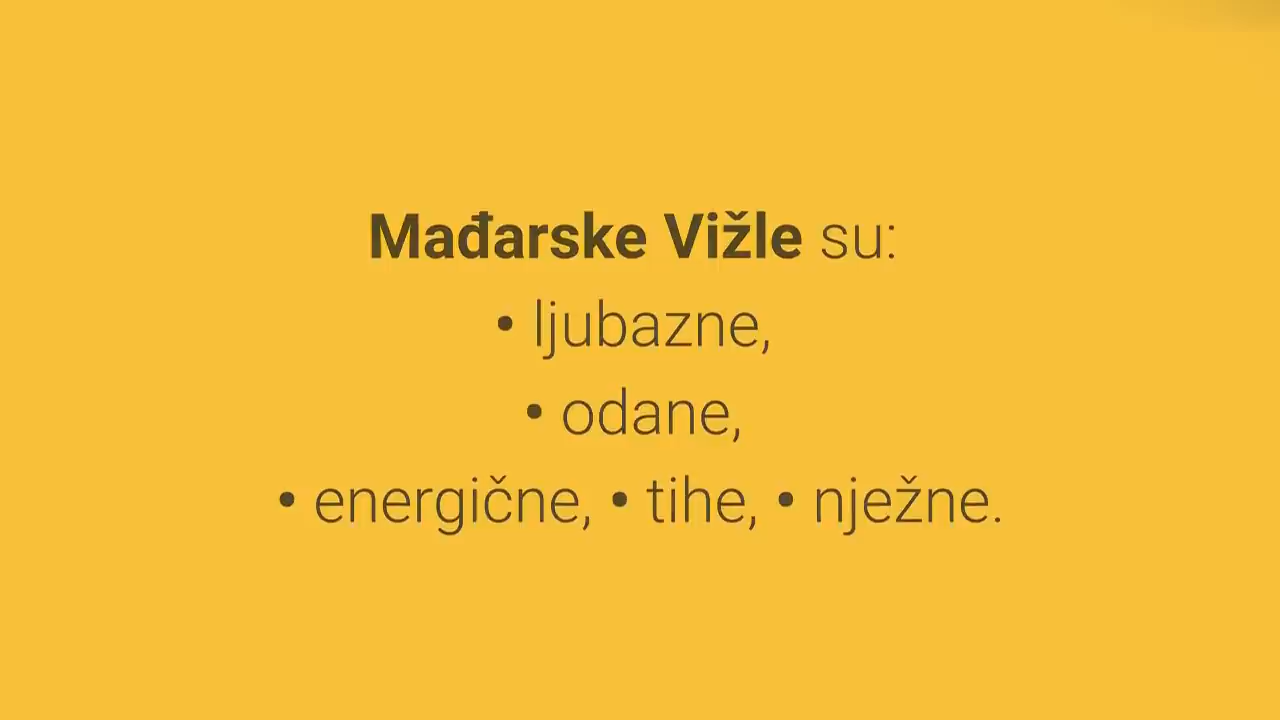 Mađarske Vižle su:
• ljubazne,
• odane,
• energične, • tihe, • nježne.